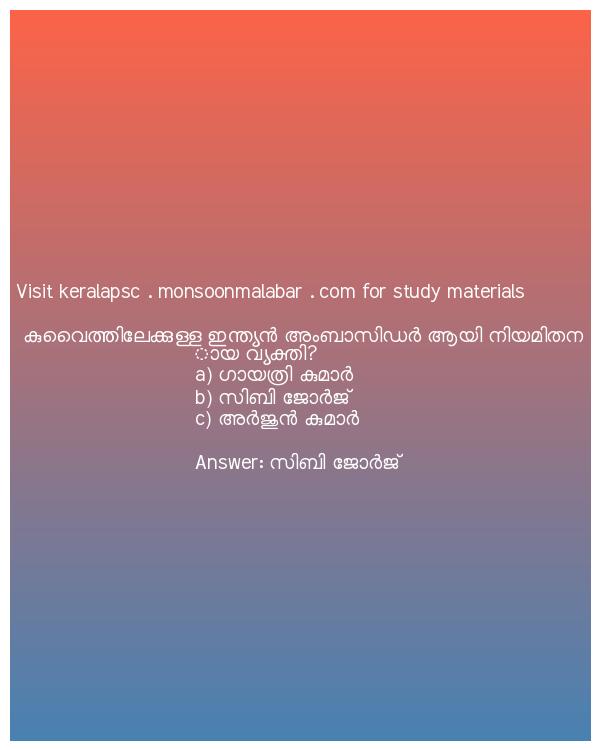 Visit keralapsc . monsoonmalabar . com for study materials
കുവൈത്തിലേക്കുള്ള ഇന്ത്യൻ അംബാസിഡർ ആയി നിയമിതന
ായ വ്യക്തി?
a) ഗായത്രി കുമാർ
b) സിബി ജോർജ്
c) അർജുൻ കുമാർ
Answer: സിബി ജോർജ്